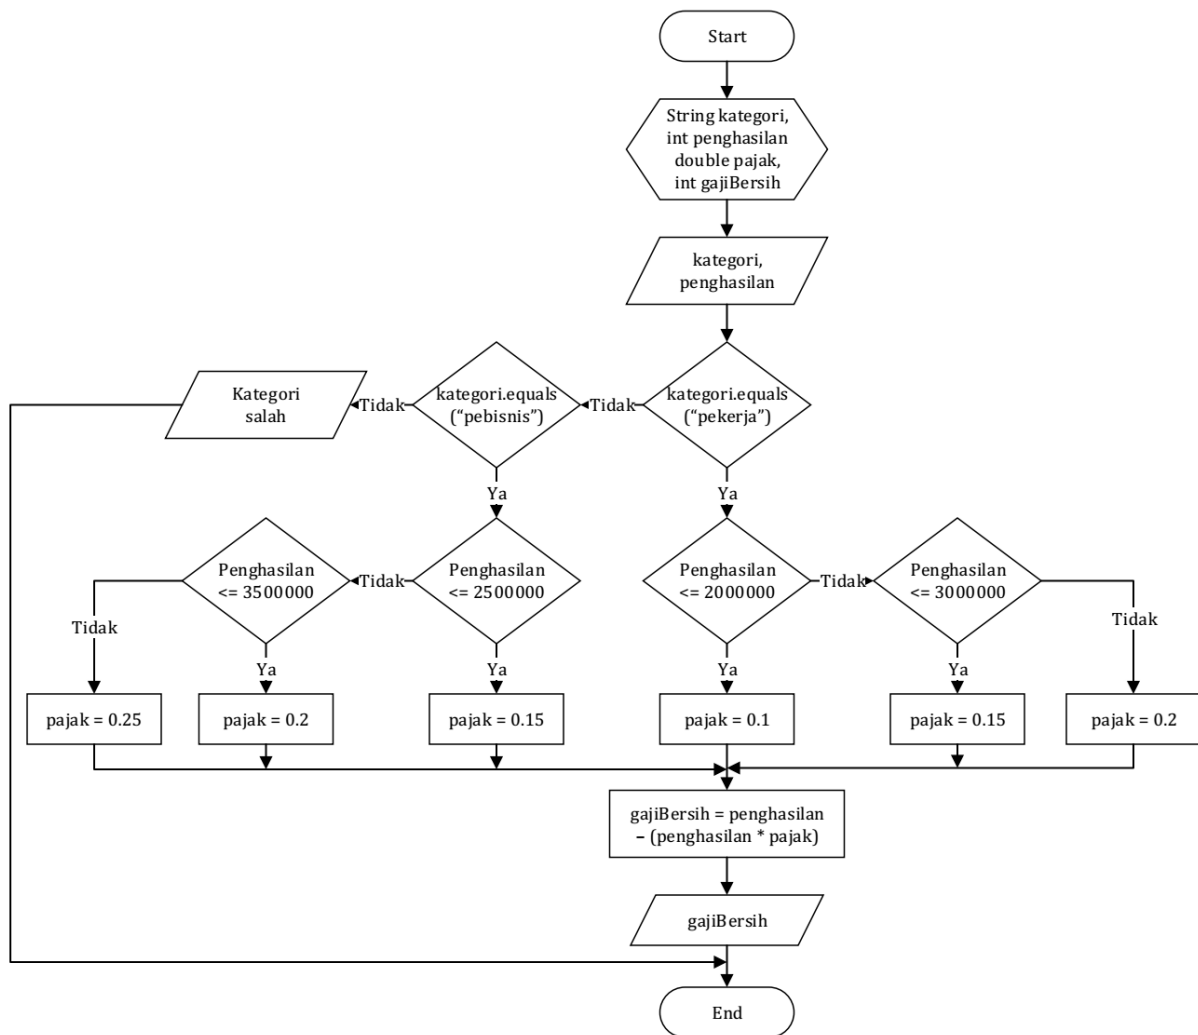 Start
String kategori,
int penghasilan
double pajak,
int gajiBersih
kategori,
penghasilan
Kategori
salah
Tidak
kategori.equals
(“pebisnis”)
Tidak
kategori.equals
(“pekerja”)
Ya
Ya
Penghasilan
<= 3500000
Tidak
Penghasilan
<= 2500000
Penghasilan
<= 2000000
Tidak
Penghasilan
<= 3000000
Tidak
Tidak
Ya
Ya
Ya
Ya
pajak = 0.25
pajak = 0.2
pajak = 0.15
pajak = 0.1
pajak = 0.15
pajak = 0.2
gajiBersih = penghasilan
– (penghasilan * pajak)
gajiBersih
End